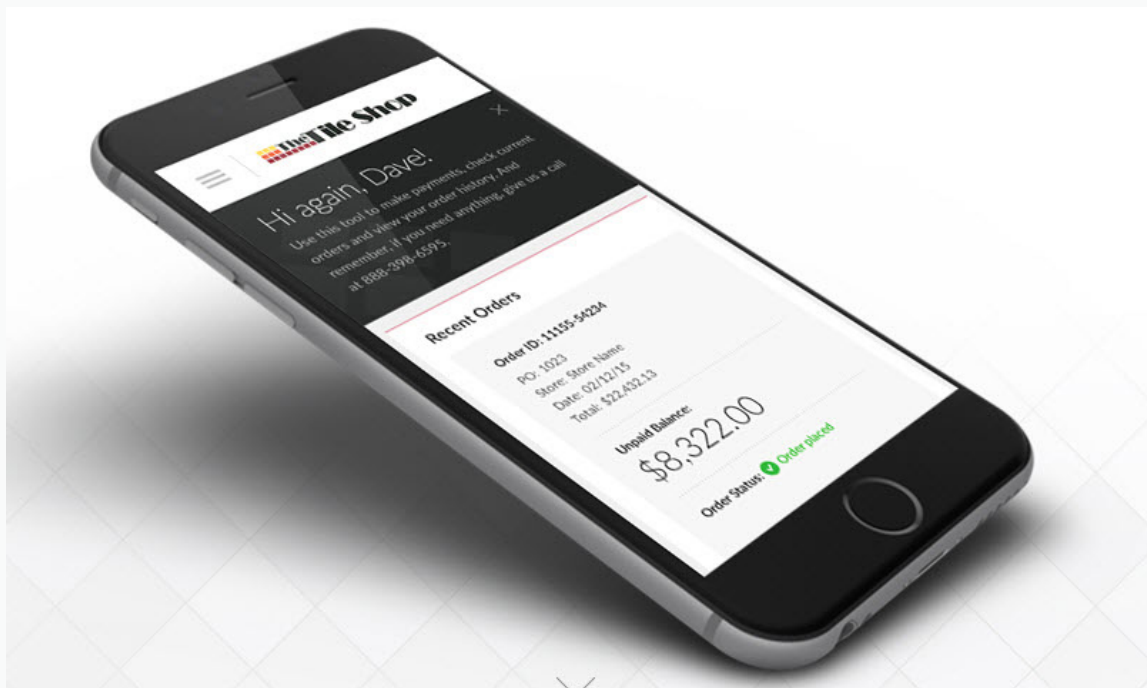 The Tile Shop
Hi again, Dave!
Use this tool to make payments, check current
orders and view your order history. And
remember, if you need anything, give us a call
at 888-398-6595.
Recent Orders
Order ID: 11155-54234
PO: 1023
Store: Store Name
Date: 02/12/15
Total: $22,432.13
Unpaid Balance:
$8,322.00
Order Status: Order placed